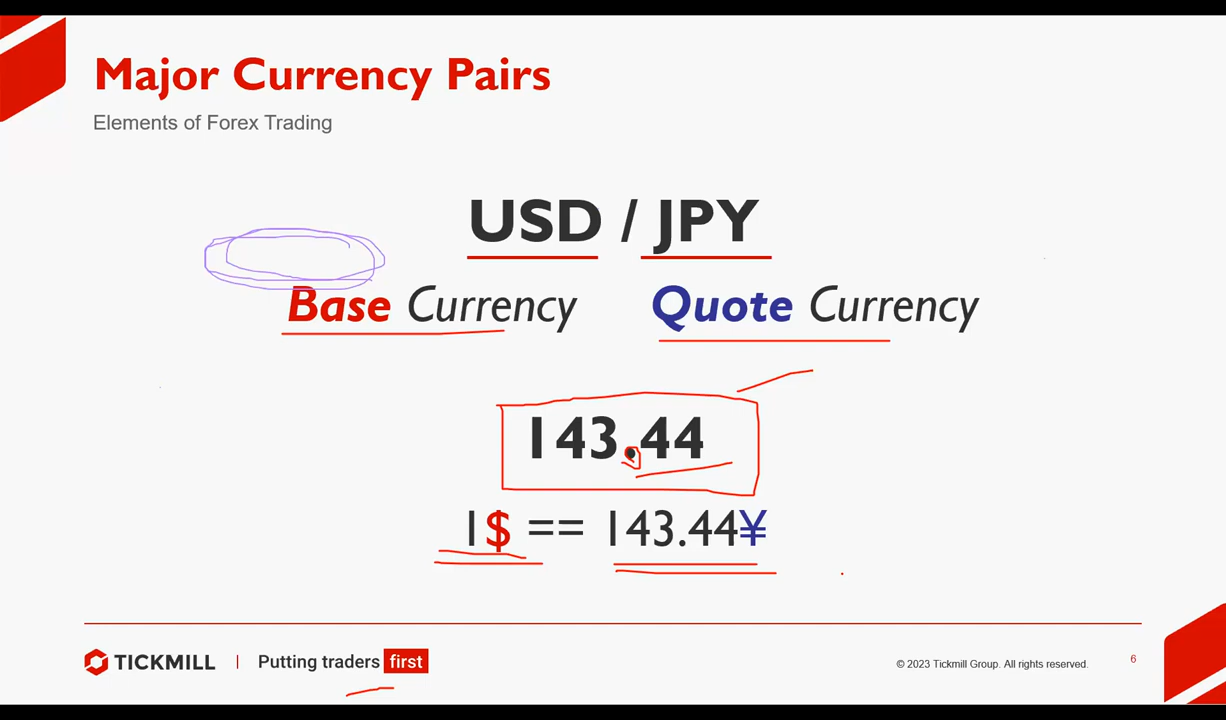 Major Currency Pairs
Elements of Forex Trading
USD / JPY
Base Currency Quote Currency
143.44
1$ == 143.44¥
TICKMILL | Putting traders first
© 2023 Tickmill Group. All rights reserved. 6